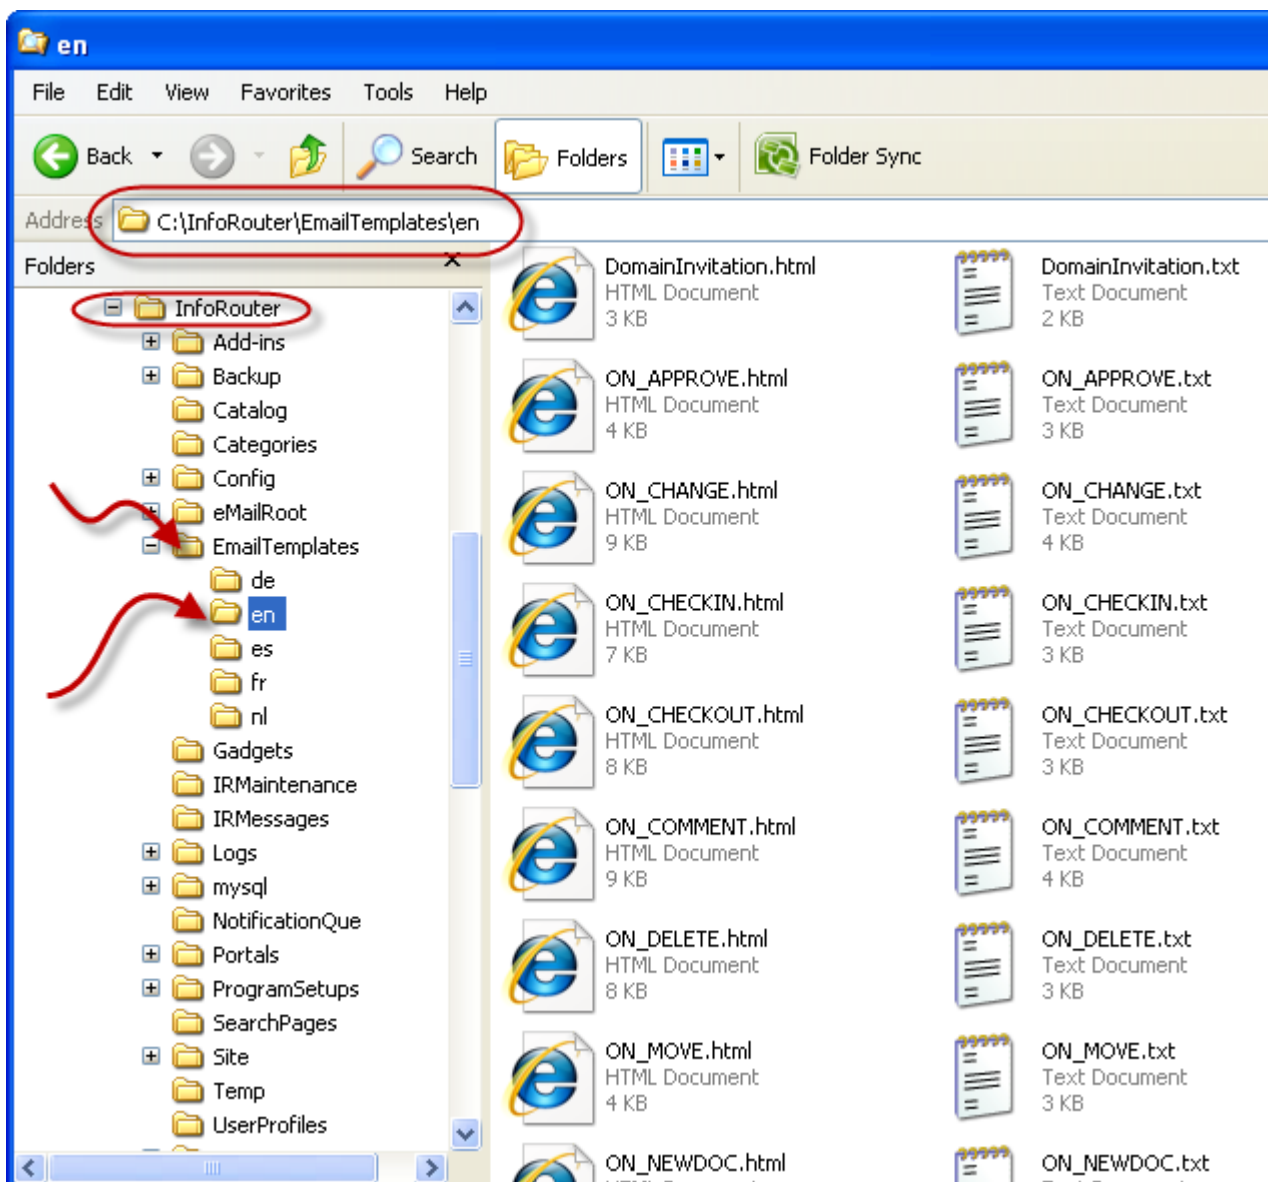 en
File Edit View Favorites Tools Help
Back Search Folders Folder Sync
Address C:\InfoRouter\EmailTemplates\en
Folders
InfoRouter
Add-ins
Backup
Catalog
Categories
Config
eMailRoot
EmailTemplates
de
en
es
fr
nl
Gadgets
IRMaintenance
IRMessages
Logs
mysql
NotificationQue
Portals
ProgramSetups
SearchPages
Site
Temp
UserProfiles
DomainInvitation.html
HTML Document
3 KB
DomainInvitation.txt
Text Document
2 KB
ON_APPROVE.html
HTML Document
4 KB
ON_APPROVE.txt
Text Document
3 KB
ON_CHANGE.html
HTML Document
9 KB
ON_CHANGE.txt
Text Document
4 KB
ON_CHECKIN.html
HTML Document
7 KB
ON_CHECKIN.txt
Text Document
3 KB
ON_CHECKOUT.html
HTML Document
8 KB
ON_CHECKOUT.txt
Text Document
3 KB
ON_COMMENT.html
HTML Document
9 KB
ON_COMMENT.txt
Text Document
4 KB
ON_DELETE.html
HTML Document
8 KB
ON_DELETE.txt
Text Document
3 KB
ON_MOVE.html
HTML Document
4 KB
ON_MOVE.txt
Text Document
3 KB
ON_NEWDOC.html
ON_NEWDOC.txt